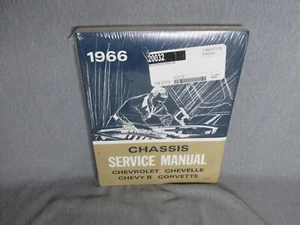 1966
20032
CHASSIS
SERVICE MANUAL
CHEVROLET CHEVELLE
CHEVY II CORVETTE